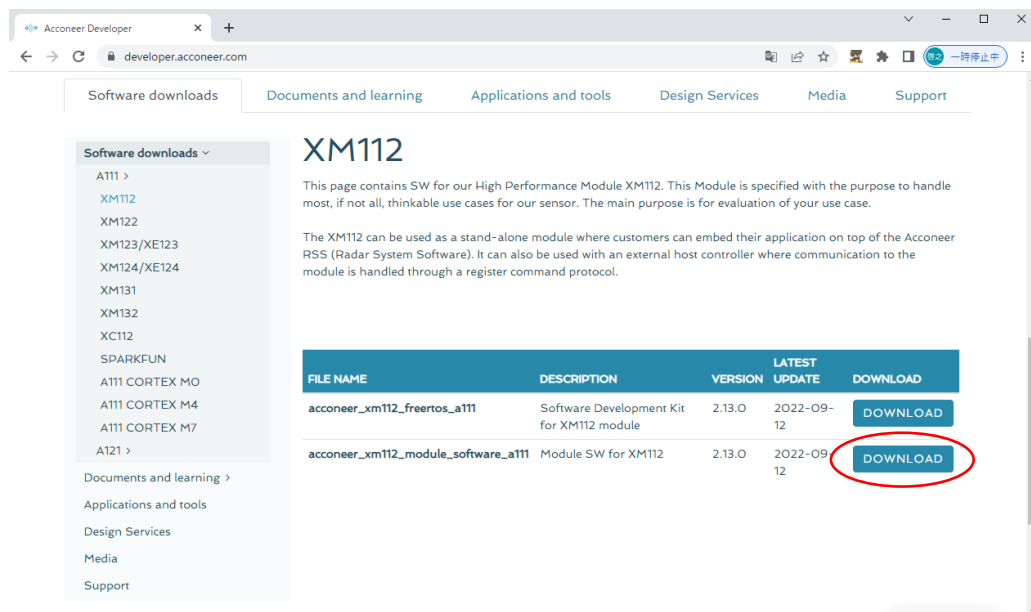 Acconeer Developer
developer.acconeer.com
啓之 一時停止中
Software downloads Documents and learning Applications and tools Design Services Media Support
Software downloads
A111 >
XM112
XM122
XM123/XE123
XM124/XE124
XM131
XM132
XC112
SPARKFUN
A111 CORTEX M0
A111 CORTEX M4
A111 CORTEX M7
A121 >
Documents and learning >
Applications and tools
Design Services
Media
Support
XM112
This page contains SW for our High Performance Module XM112. This Module is specified with the purpose to handle
most, if not all, thinkable use cases for our sensor. The main purpose is for evaluation of your use case.
The XM112 can be used as a stand-alone module where customers can embed their application on top of the Acconeer
RSS (Radar System Software). It can also be used with an external host controller where communication to the
module is handled through a register command protocol.
FILE NAME DESCRIPTION VERSION LATEST UPDATE DOWNLOAD
acconeer_xm112_freertos_a111 Software Development Kit 2.13.0 2022-09- DOWNLOAD
for XM112 module 12
acconeer_xm112_module_software_a111 Module SW for XM112 2.13.0 2022-09- DOWNLOAD
12